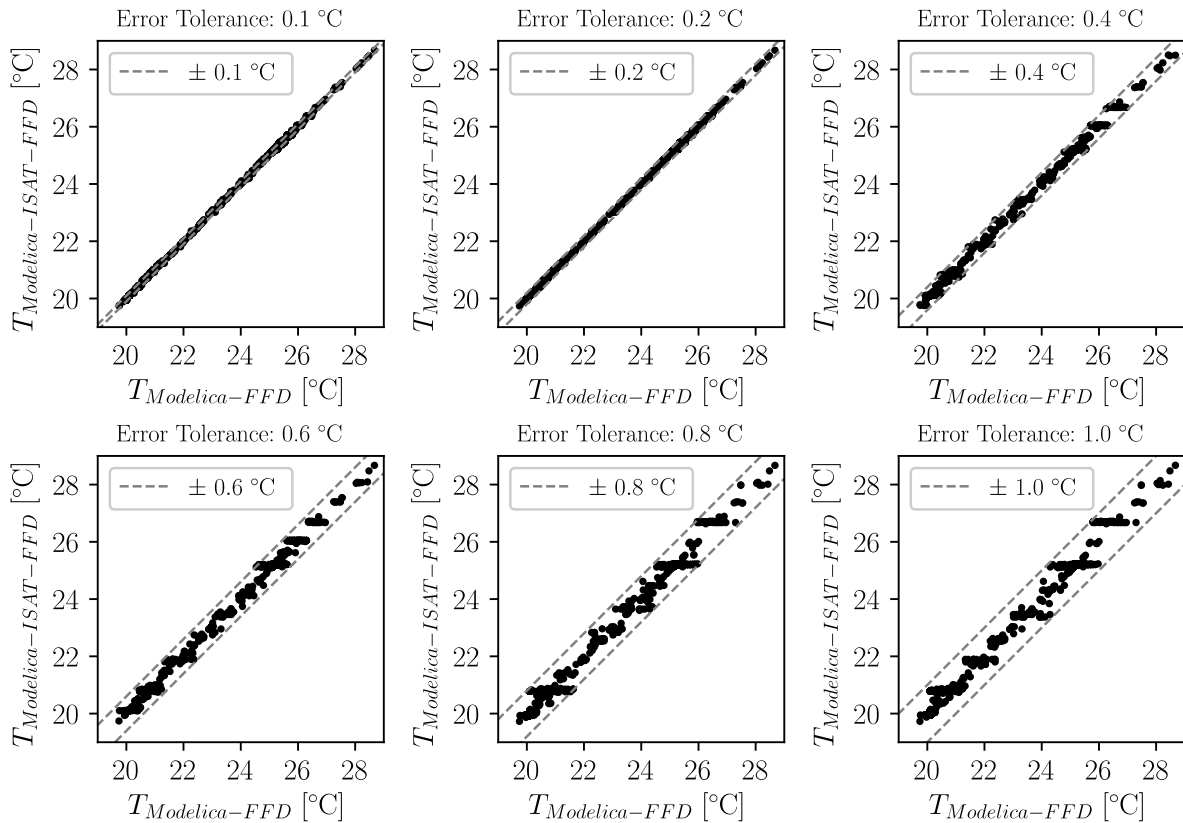 Error Tolerance: 0.1 °C
± 0.1 °C
T_{Modelica−ISAT−FFD} [°C]
28
26
24
22
20
20 22 24 26 28
T_{Modelica−FFD} [°C]
Error Tolerance: 0.2 °C
± 0.2 °C
T_{Modelica−ISAT−FFD} [°C]
28
26
24
22
20
20 22 24 26 28
T_{Modelica−FFD} [°C]
Error Tolerance: 0.4 °C
± 0.4 °C
T_{Modelica−ISAT−FFD} [°C]
28
26
24
22
20
20 22 24 26 28
T_{Modelica−FFD} [°C]
Error Tolerance: 0.6 °C
± 0.6 °C
T_{Modelica−ISAT−FFD} [°C]
28
26
24
22
20
20 22 24 26 28
T_{Modelica−FFD} [°C]
Error Tolerance: 0.8 °C
± 0.8 °C
T_{Modelica−ISAT−FFD} [°C]
28
26
24
22
20
20 22 24 26 28
T_{Modelica−FFD} [°C]
Error Tolerance: 1.0 °C
± 1.0 °C
T_{Modelica−ISAT−FFD} [°C]
28
26
24
22
20
20 22 24 26 28
T_{Modelica−FFD} [°C]